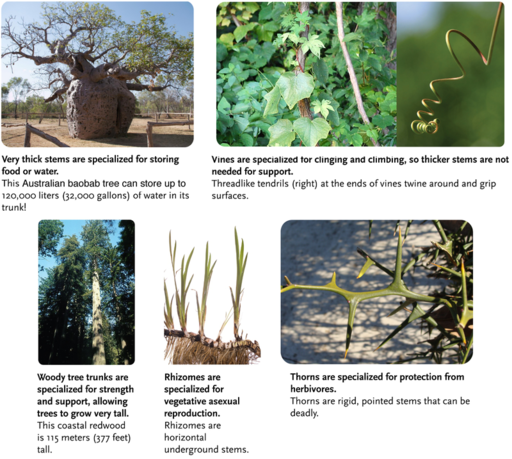 Very thick stems are specialized for storing
food or water.
This Australian baobab tree can store up to
120,000 liters (32,000 gallons) of water in its
trunk!
Vines are specialized for clinging and climbing, so thicker stems are not
needed for support.
Threadlike tendrils (right) at the ends of vines twine around and grip
surfaces.
Woody tree trunks are
specialized for strength
and support, allowing
trees to grow very tall.
This coastal redwood
is 115 meters (377 feet)
tall.
Rhizomes are
specialized for
vegetative asexual
reproduction.
Rhizomes are
horizontal
underground stems.
Thorns are specialized for protection from
herbivores.
Thorns are rigid, pointed stems that can be
deadly.